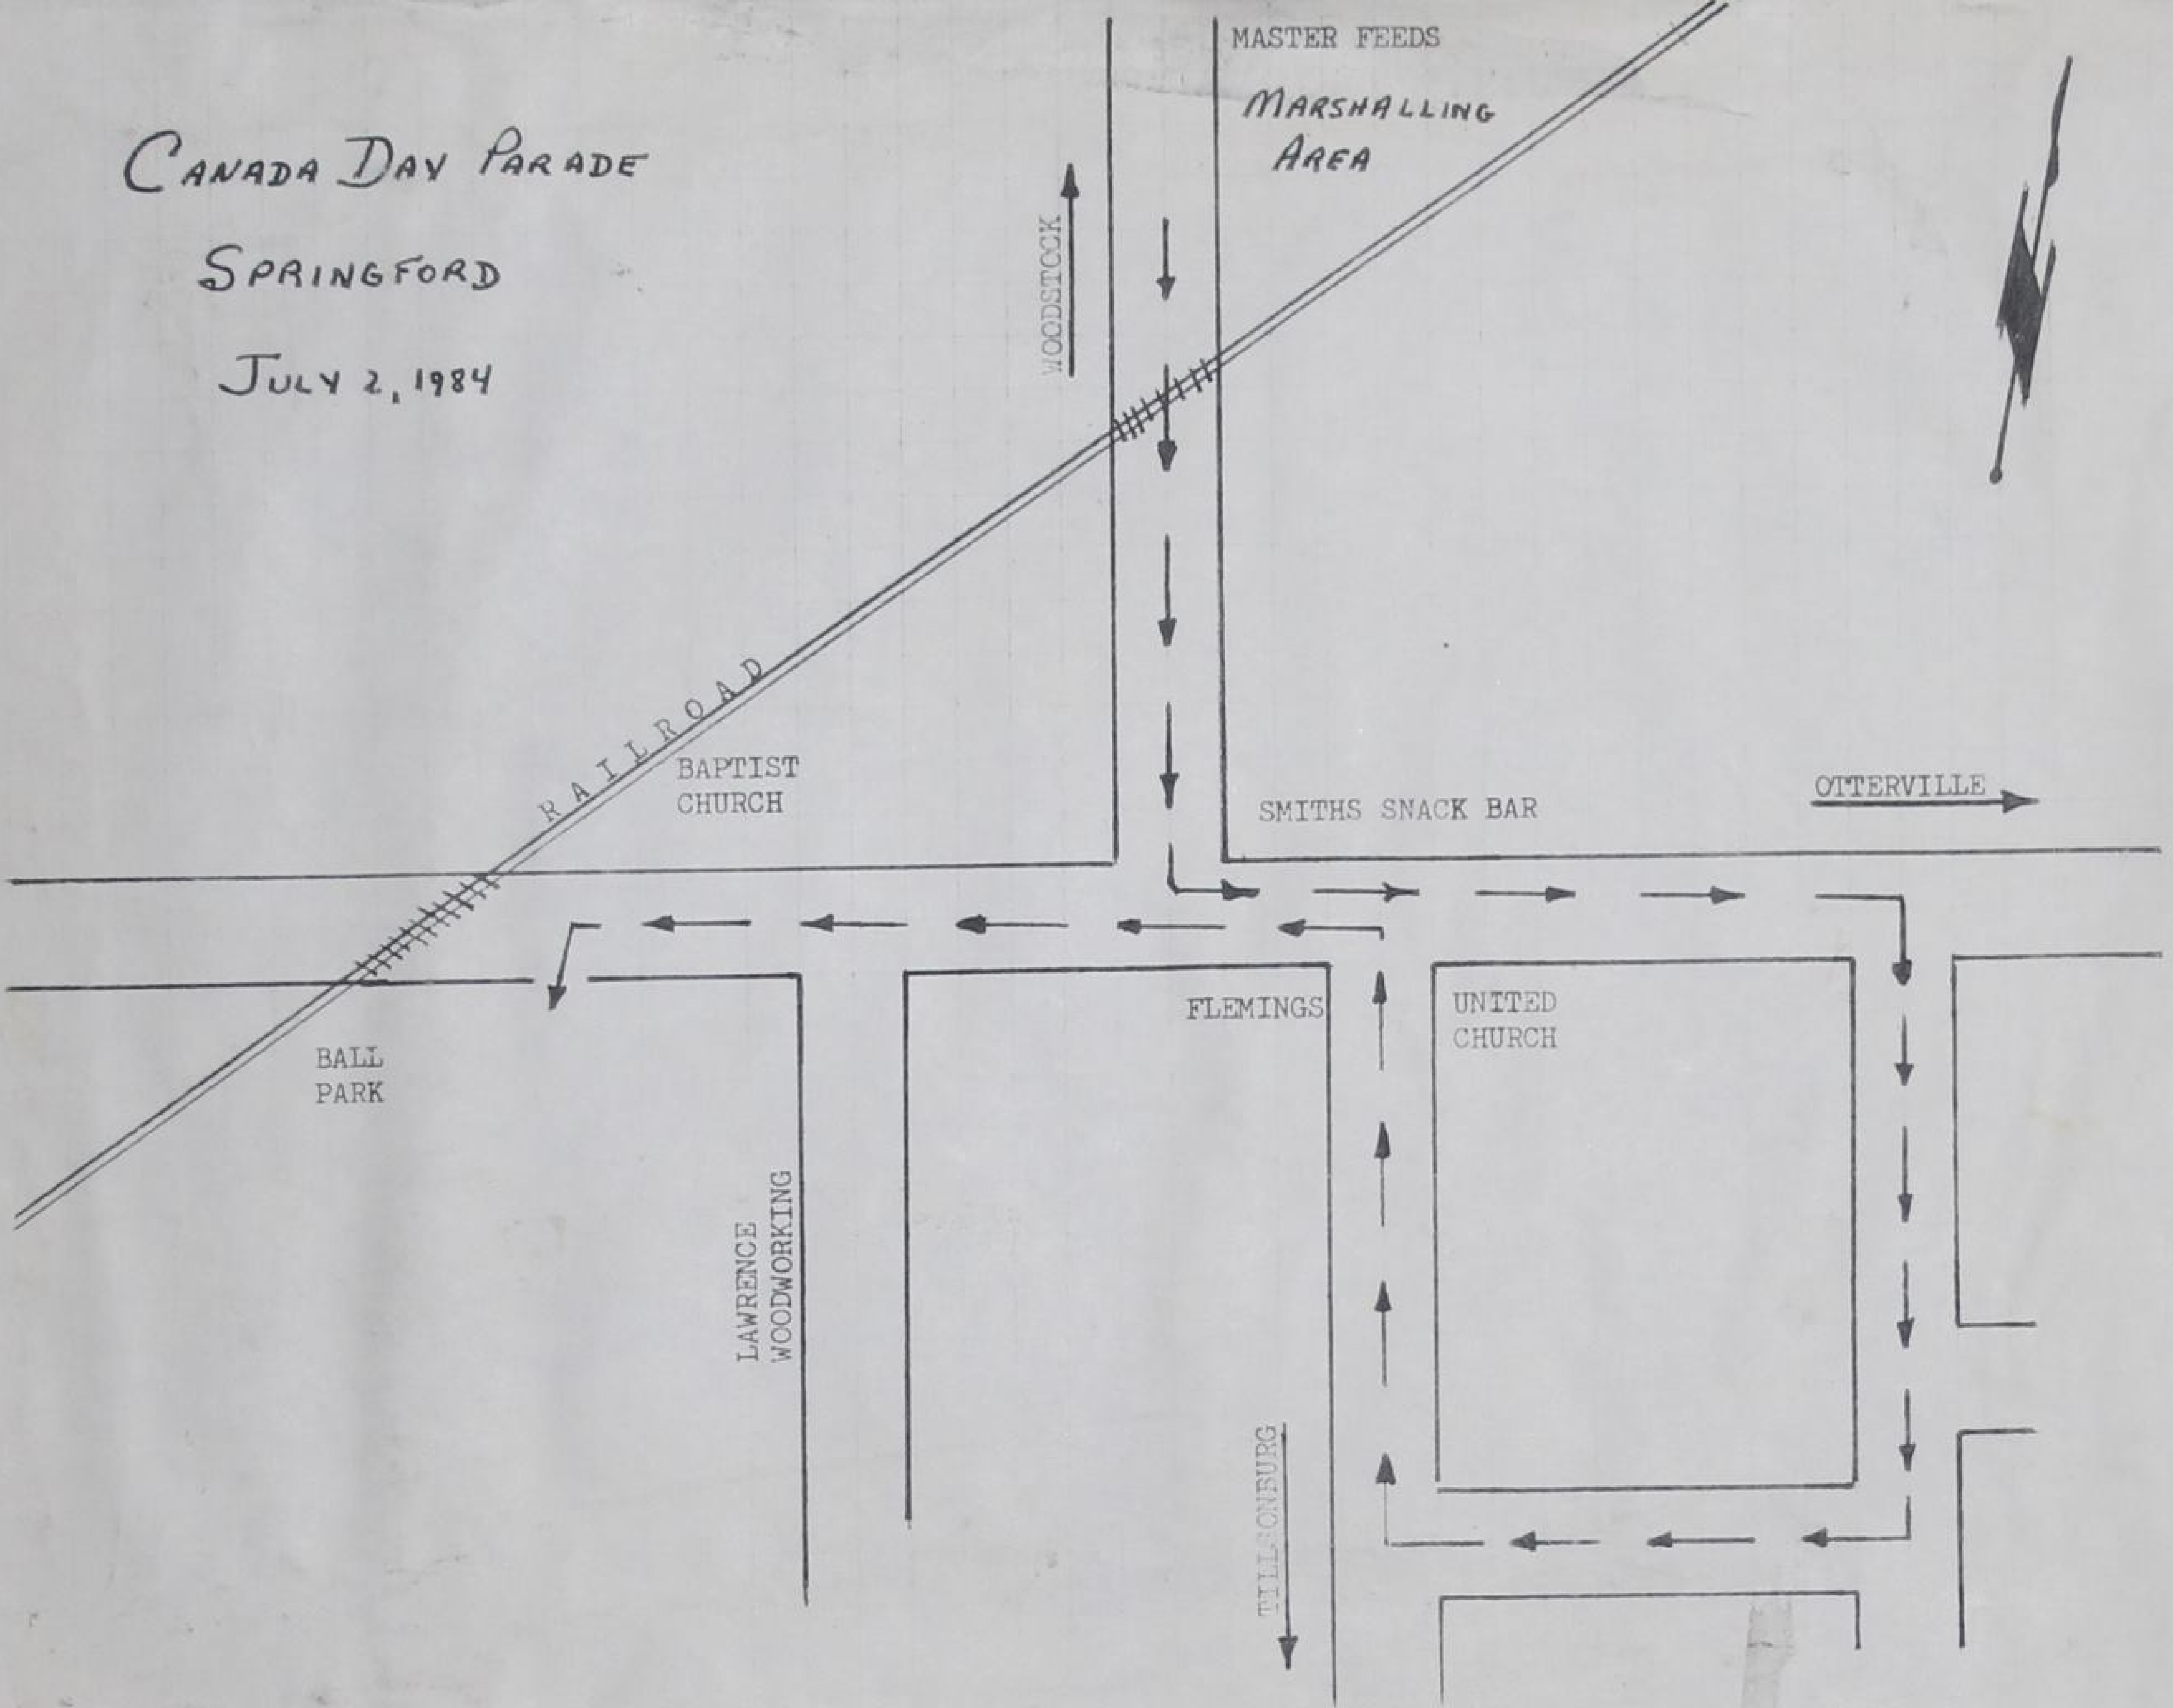 MASTER FEEDS
MARSHALLING
AREA
CANADA DAY PARADE
SPRINGFORD
JULY 2, 1984
WOODSTOCK
RAILROAD
BAPTIST
CHURCH
SMITHS SNACK BAR
OTTERVILLE
FLEMINGS
UNITED
CHURCH
BALL
PARK
LAWRENCE
WOODWORKING
TILLSONBURG